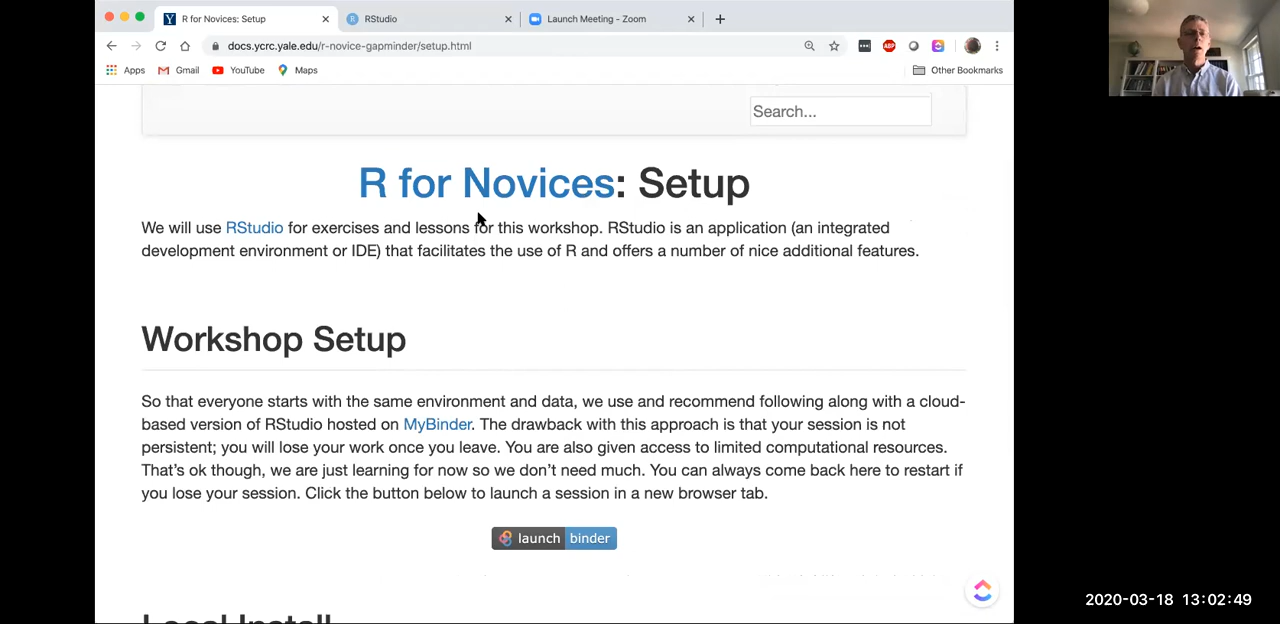 R for Novices: Setup
RStudio
Launch Meeting - Zoom
docs.ycrc.yale.edu/r-novice-gapminder/setup.html
ABP
Apps
Gmail
YouTube
Maps
Other Bookmarks
Search...
R for Novices: Setup
We will use RStudio for exercises and lessons for this workshop. RStudio is an application (an integrated
development environment or IDE) that facilitates the use of R and offers a number of nice additional features.
Workshop Setup
So that everyone starts with the same environment and data, we use and recommend following along with a cloud-
based version of RStudio hosted on MyBinder. The drawback with this approach is that your session is not
persistent; you will lose your work once you leave. You are also given access to limited computational resources.
That's ok though, we are just learning for now so we don't need much. You can always come back here to restart if
you lose your session. Click the button below to launch a session in a new browser tab.
launch binder
Local Install
2020-03-18 13:02:49